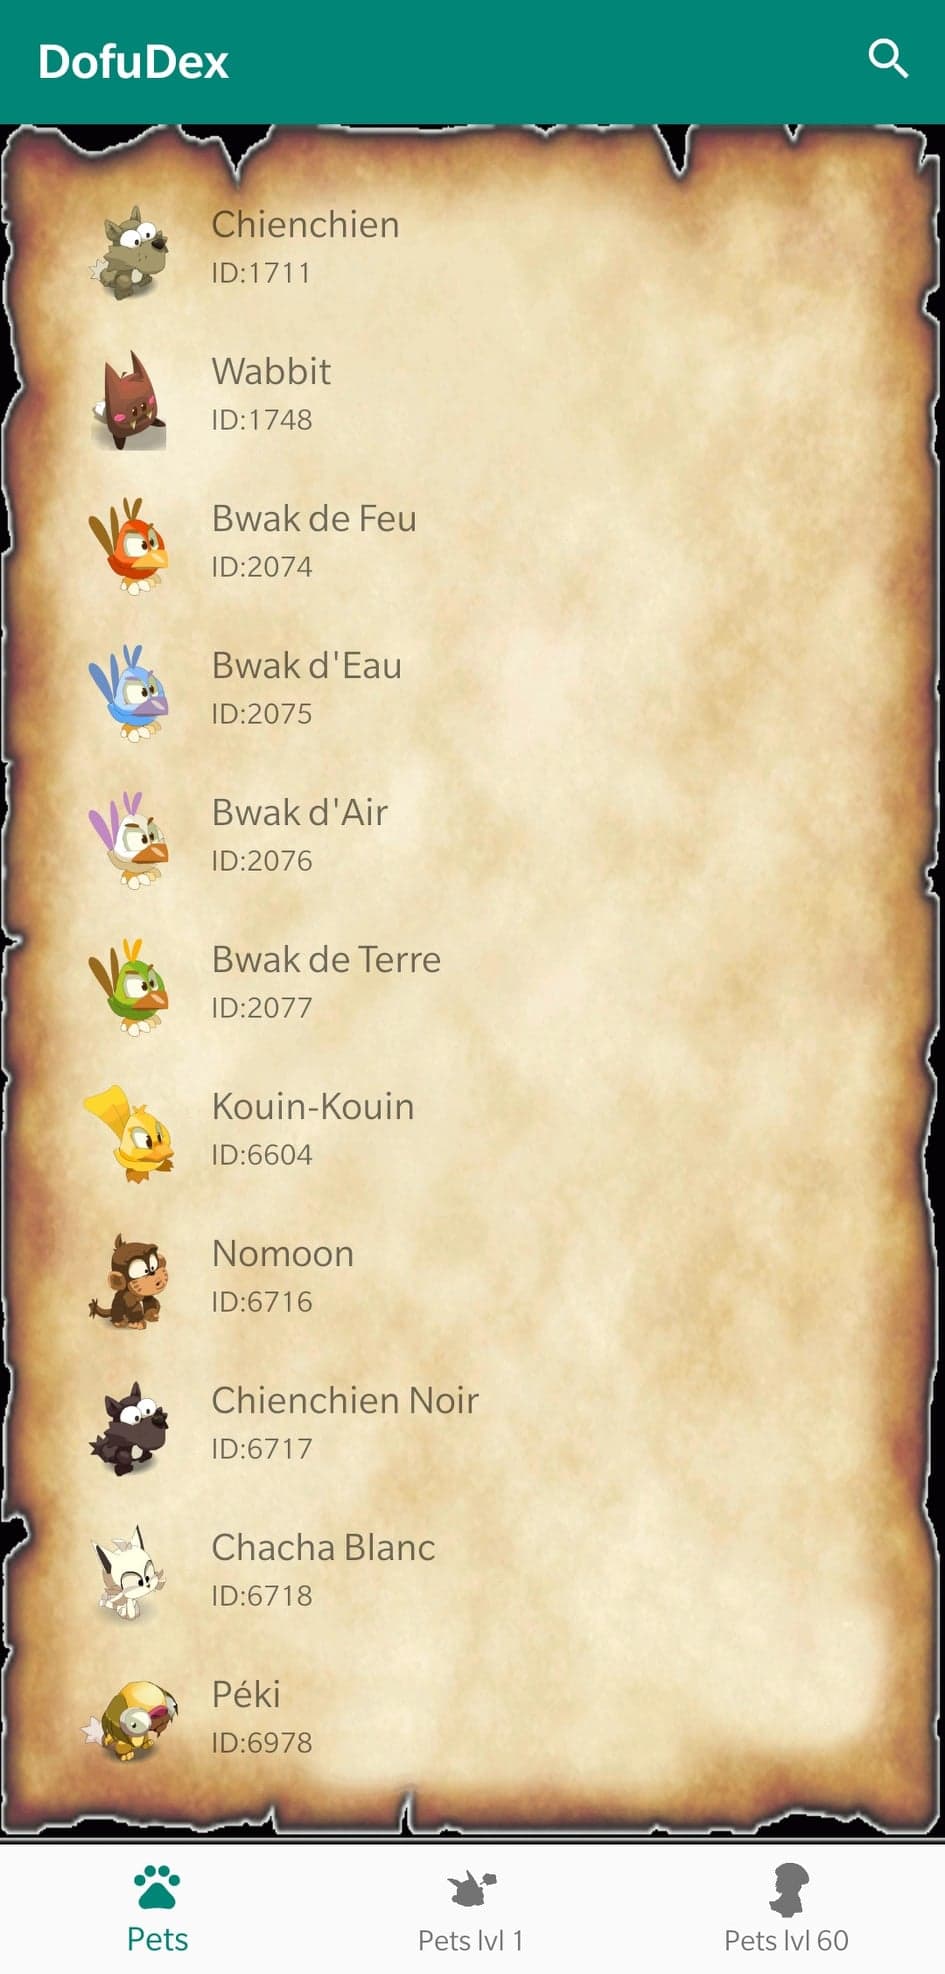 DofuDex
Chienchien
ID:1711
Wabbit
ID:1748
Bwak de Feu
ID:2074
Bwak d'Eau
ID:2075
Bwak d'Air
ID:2076
Bwak de Terre
ID:2077
Kouin-Kouin
ID:6604
Nomoon
ID:6716
Chienchien Noir
ID:6717
Chacha Blanc
ID:6718
Péki
ID:6978
Pets
Pets lvl 1
Pets lvl 60